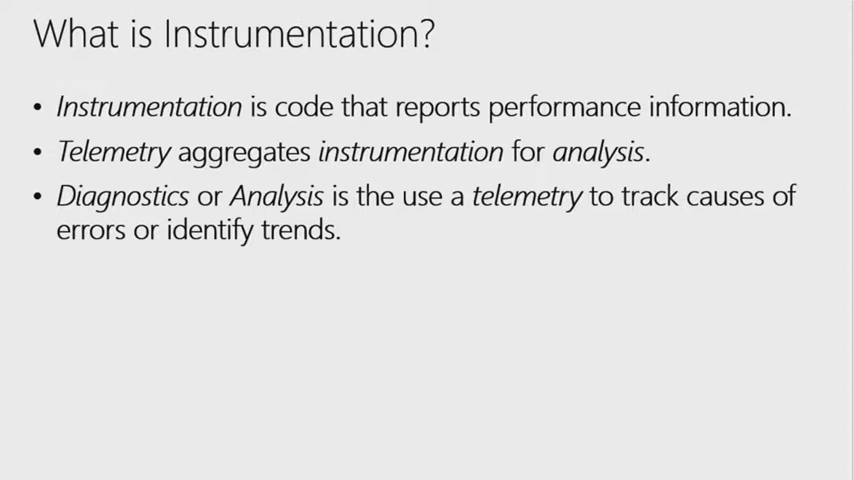 What is Instrumentation?
• Instrumentation is code that reports performance information.
• Telemetry aggregates instrumentation for analysis.
• Diagnostics or Analysis is the use a telemetry to track causes of
errors or identify trends.